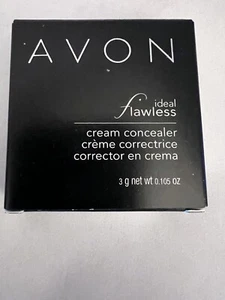 AVON
ideal
flawless
cream concealer
crème correctrice
corrector en crema
3 g net wt 0.105 oz